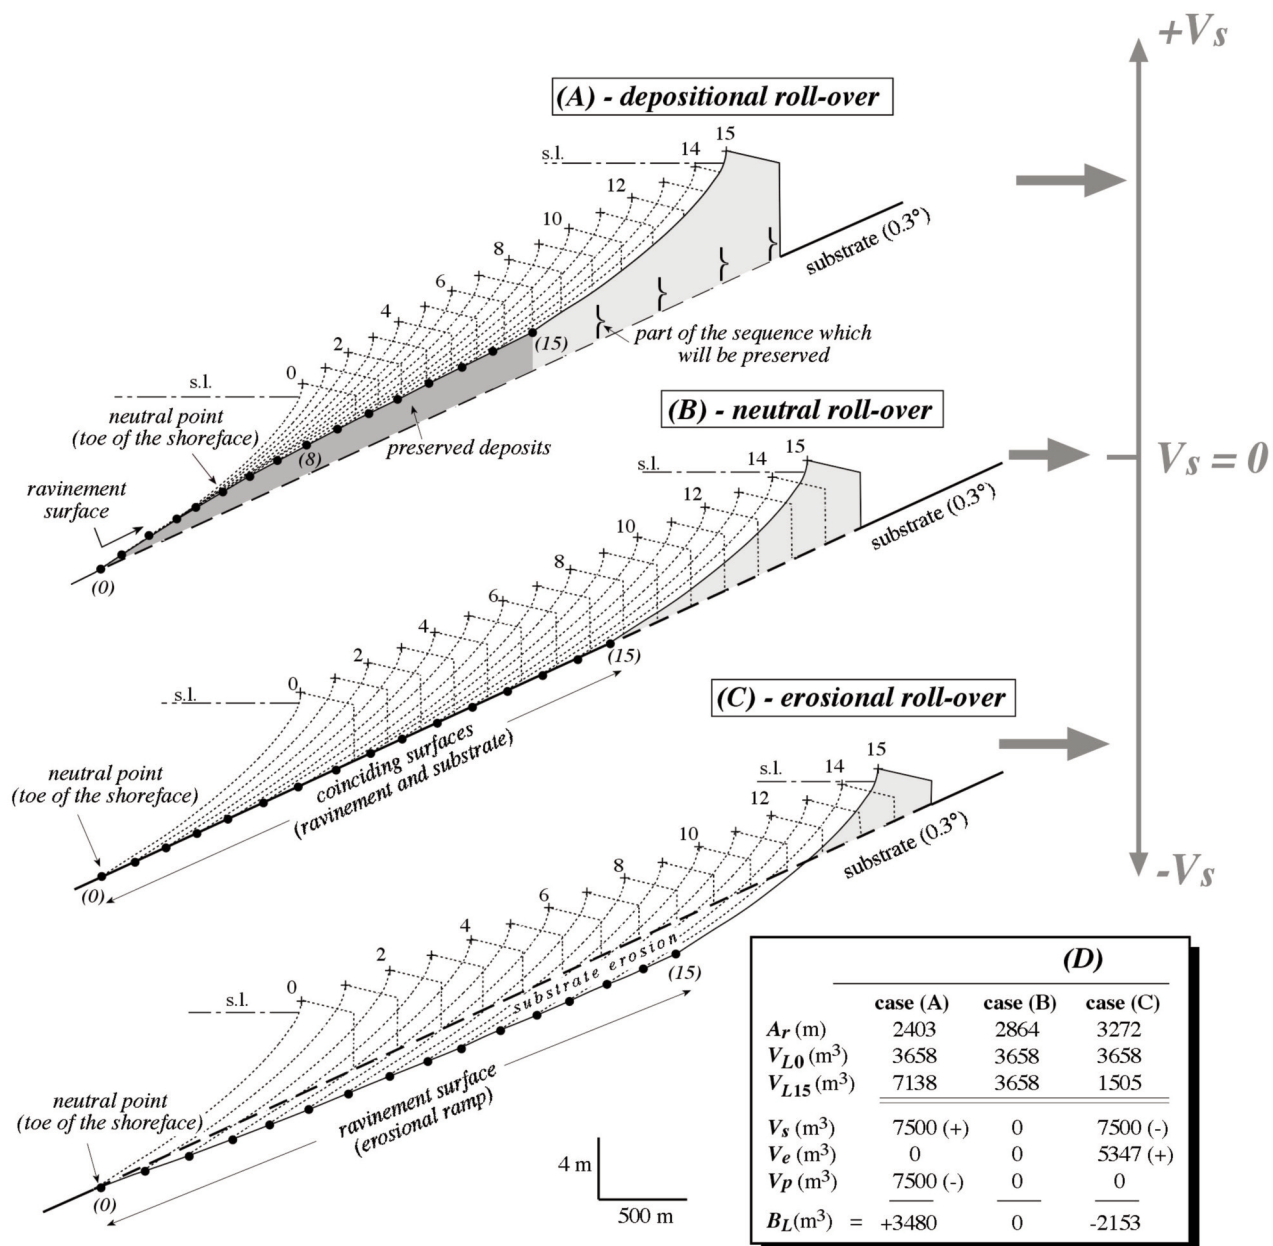 +Vs
(A) - depositional roll-over
15
14
s.l.
12
10
8
6
4
2
0
s.l.
substrate (0.3°)
part of the sequence which
will be preserved
(15)
neutral point
(toe of the shoreface)
(8)
preserved deposits
ravinement
surface
(0)
(B) - neutral roll-over
Vs = 0
15
14
s.l.
12
10
8
6
4
2
0
s.l.
substrate (0.3°)
(15)
neutral point
(toe of the shoreface)
coinciding surfaces
(ravinement and substrate)
(0)
(C) - erosional roll-over
15
14
s.l.
12
10
8
6
4
2
0
s.l.
substrate (0.3°)
-Vs
substrate erosion
(15)
neutral point
(toe of the shoreface)
ravinement surface
(erosional ramp)
(0)
4 m
500 m
(D)
case (A) case (B) case (C)
Ar (m) 2403 2864 3272
VL0 (m³) 3658 3658 3658
VL15 (m³) 7138 3658 1505
Vs (m³) 7500 (+) 0 7500 (-)
Ve (m³) 0 0 5347 (+)
Vp (m³) 7500 (-) 0 0
BL(m³) = +3480 0 -2153